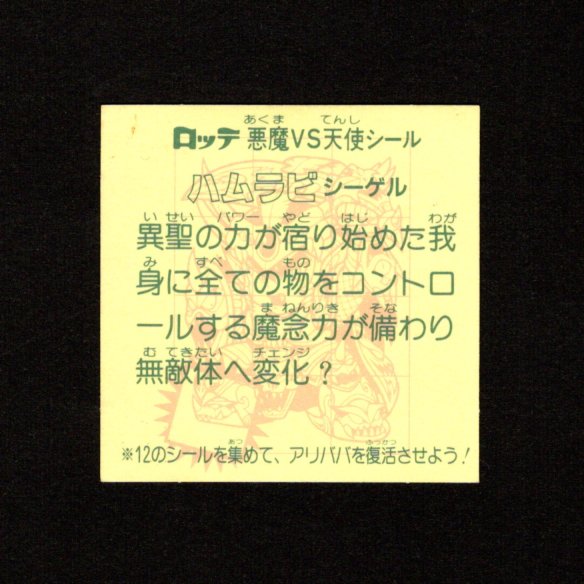 ロッテ 悪魔VS天使シール
ハムラビシーゲル
異聖の力が宿り始めた我
身に全ての物をコントロ
ールする魔念力が備わり
無敵体へ変化？
※12のシールを集めて、アリババを復活させよう！